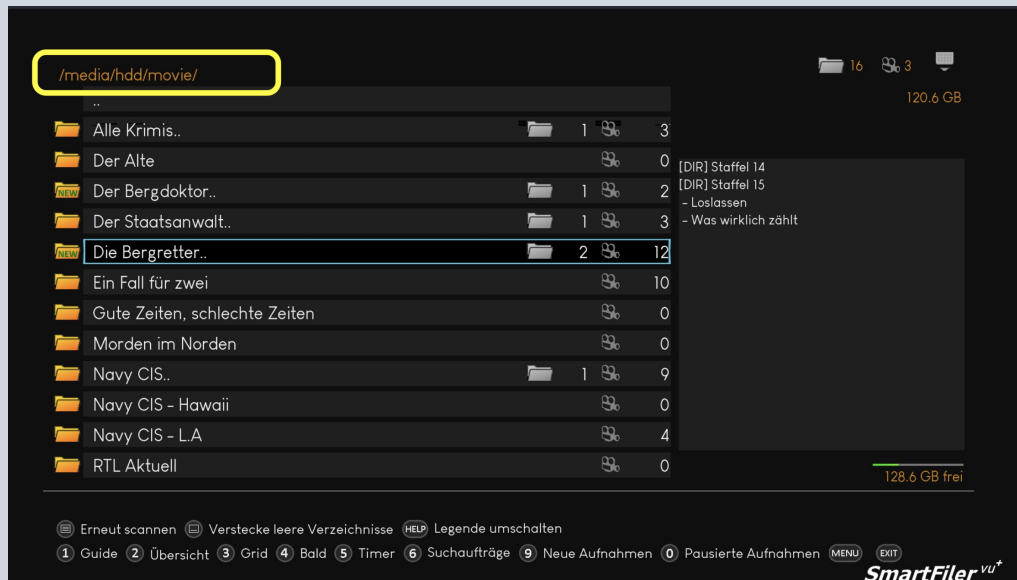 /media/hdd/movie/
16 3
120.6 GB
..
Alle Krimis.. 1 3
Der Alte 0
NEW Der Bergdoktor.. 1 2
Der Staatsanwalt.. 1 3
NEW Die Bergretter.. 2 12
Ein Fall für zwei 10
Gute Zeiten, schlechte Zeiten 0
Morden im Norden 0
Navy CIS.. 1 9
Navy CIS - Hawaii 0
Navy CIS - L.A 4
RTL Aktuell 0
[DIR] Staffel 14
[DIR] Staffel 15
- Loslassen
- Was wirklich zählt
128.6 GB frei
Erneut scannen Verstecke leere Verzeichnisse HELP Legende umschalten
1 Guide 2 Übersicht 3 Grid 4 Bald 5 Timer 6 Suchaufträge 9 Neue Aufnahmen 0 Pausierte Aufnahmen MENU EXIT
SmartFiler vu+